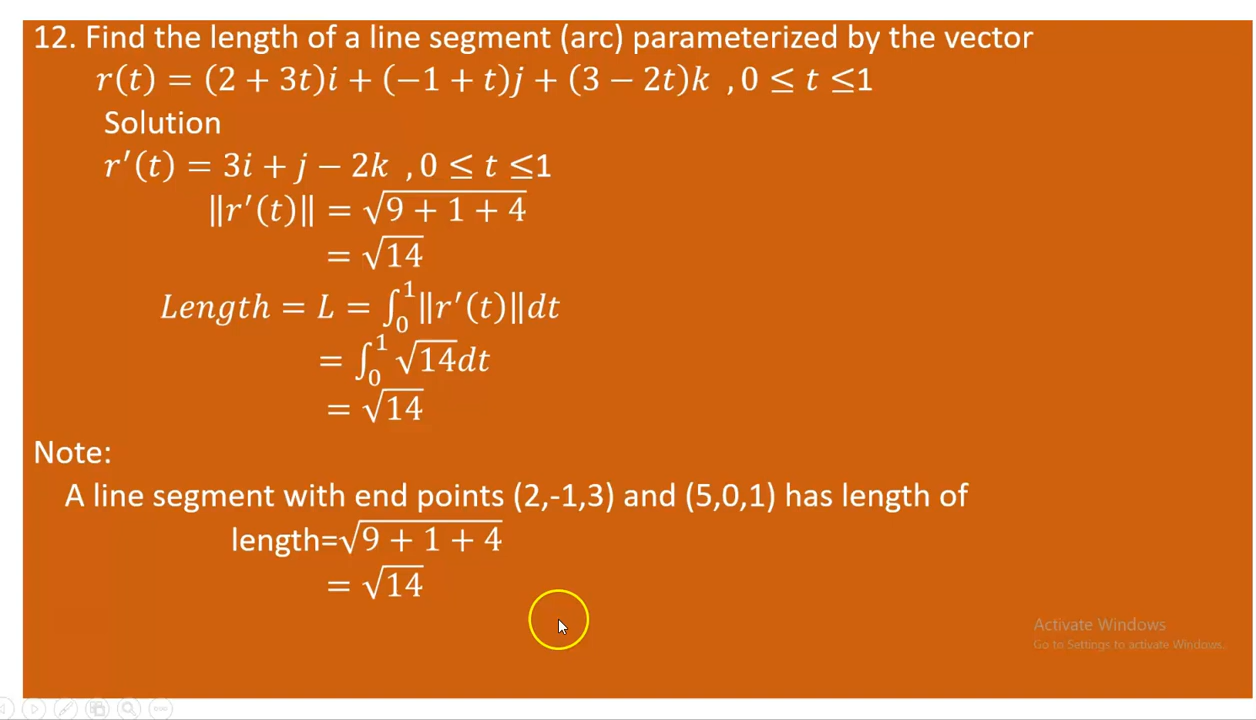 12. Find the length of a line segment (arc) parameterized by the vector
r(t) = (2 + 3t)i + (−1 + t)j + (3 − 2t)k , 0 ≤ t ≤1
Solution
r′(t) = 3i + j − 2k , 0 ≤ t ≤1
‖r′(t)‖ = √(9 + 1 + 4)
= √14
Length = L = ∫₀¹‖r′(t)‖dt
= ∫₀¹ √14dt
= √14
Note:
A line segment with end points (2,-1,3) and (5,0,1) has length of
length=√(9 + 1 + 4)
= √14
Activate Windows
Go to Settings to activate Windows.